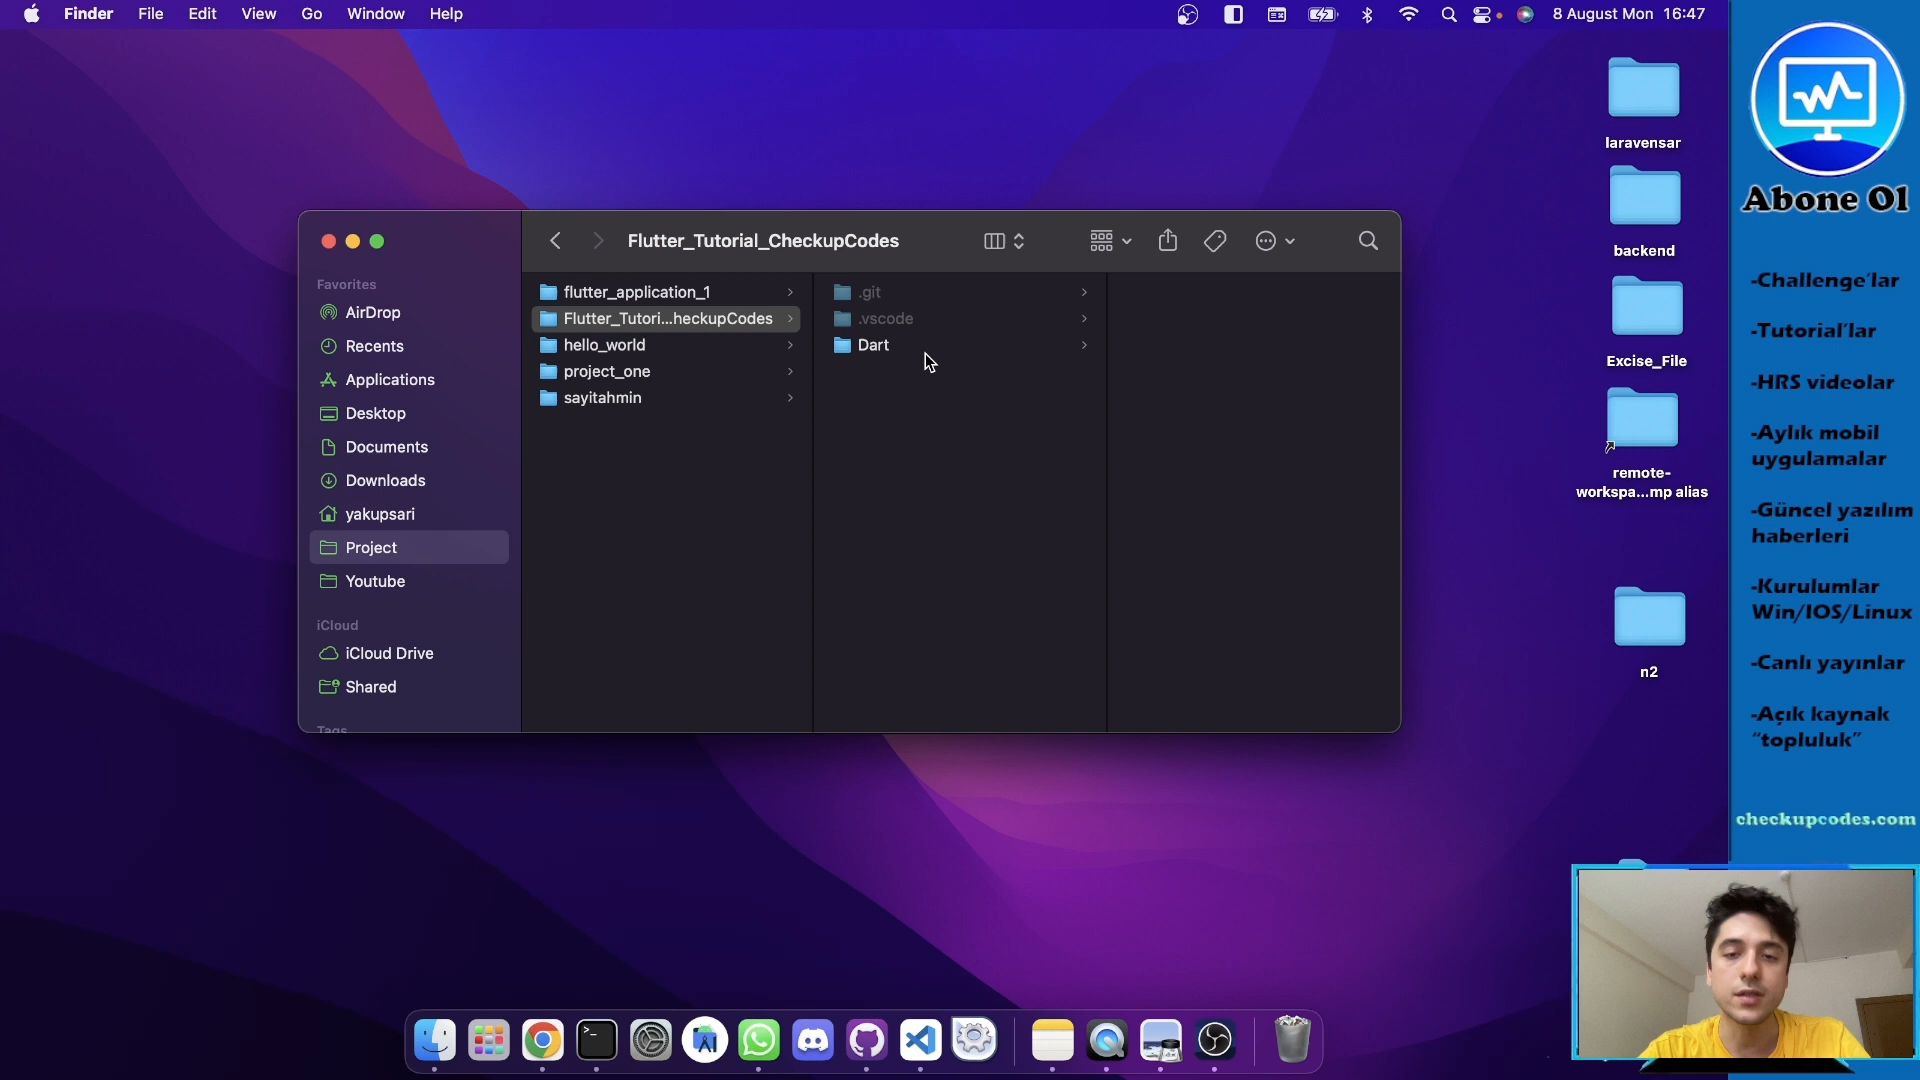 Finder File Edit View Go Window Help
8 August Mon 16:47
laravensar
backend
Excise_File
remote-
workspa...mp alias
n2
Flutter_Tutorial_CheckupCodes
Favorites
AirDrop
Recents
Applications
Desktop
Documents
Downloads
yakupsari
Project
Youtube
iCloud
iCloud Drive
Shared
Tags
flutter_application_1
Flutter_Tutori...heckupCodes
hello_world
project_one
sayitahmin
.git
.vscode
Dart
Abone Ol
-Challenge'lar
-Tutorial'lar
-HRS videolar
-Aylık mobil
uygulamalar
-Güncel yazılım
haberleri
-Kurulumlar
Win/IOS/Linux
-Canlı yayınlar
-Açık kaynak
“topluluk”
checkupcodes.com